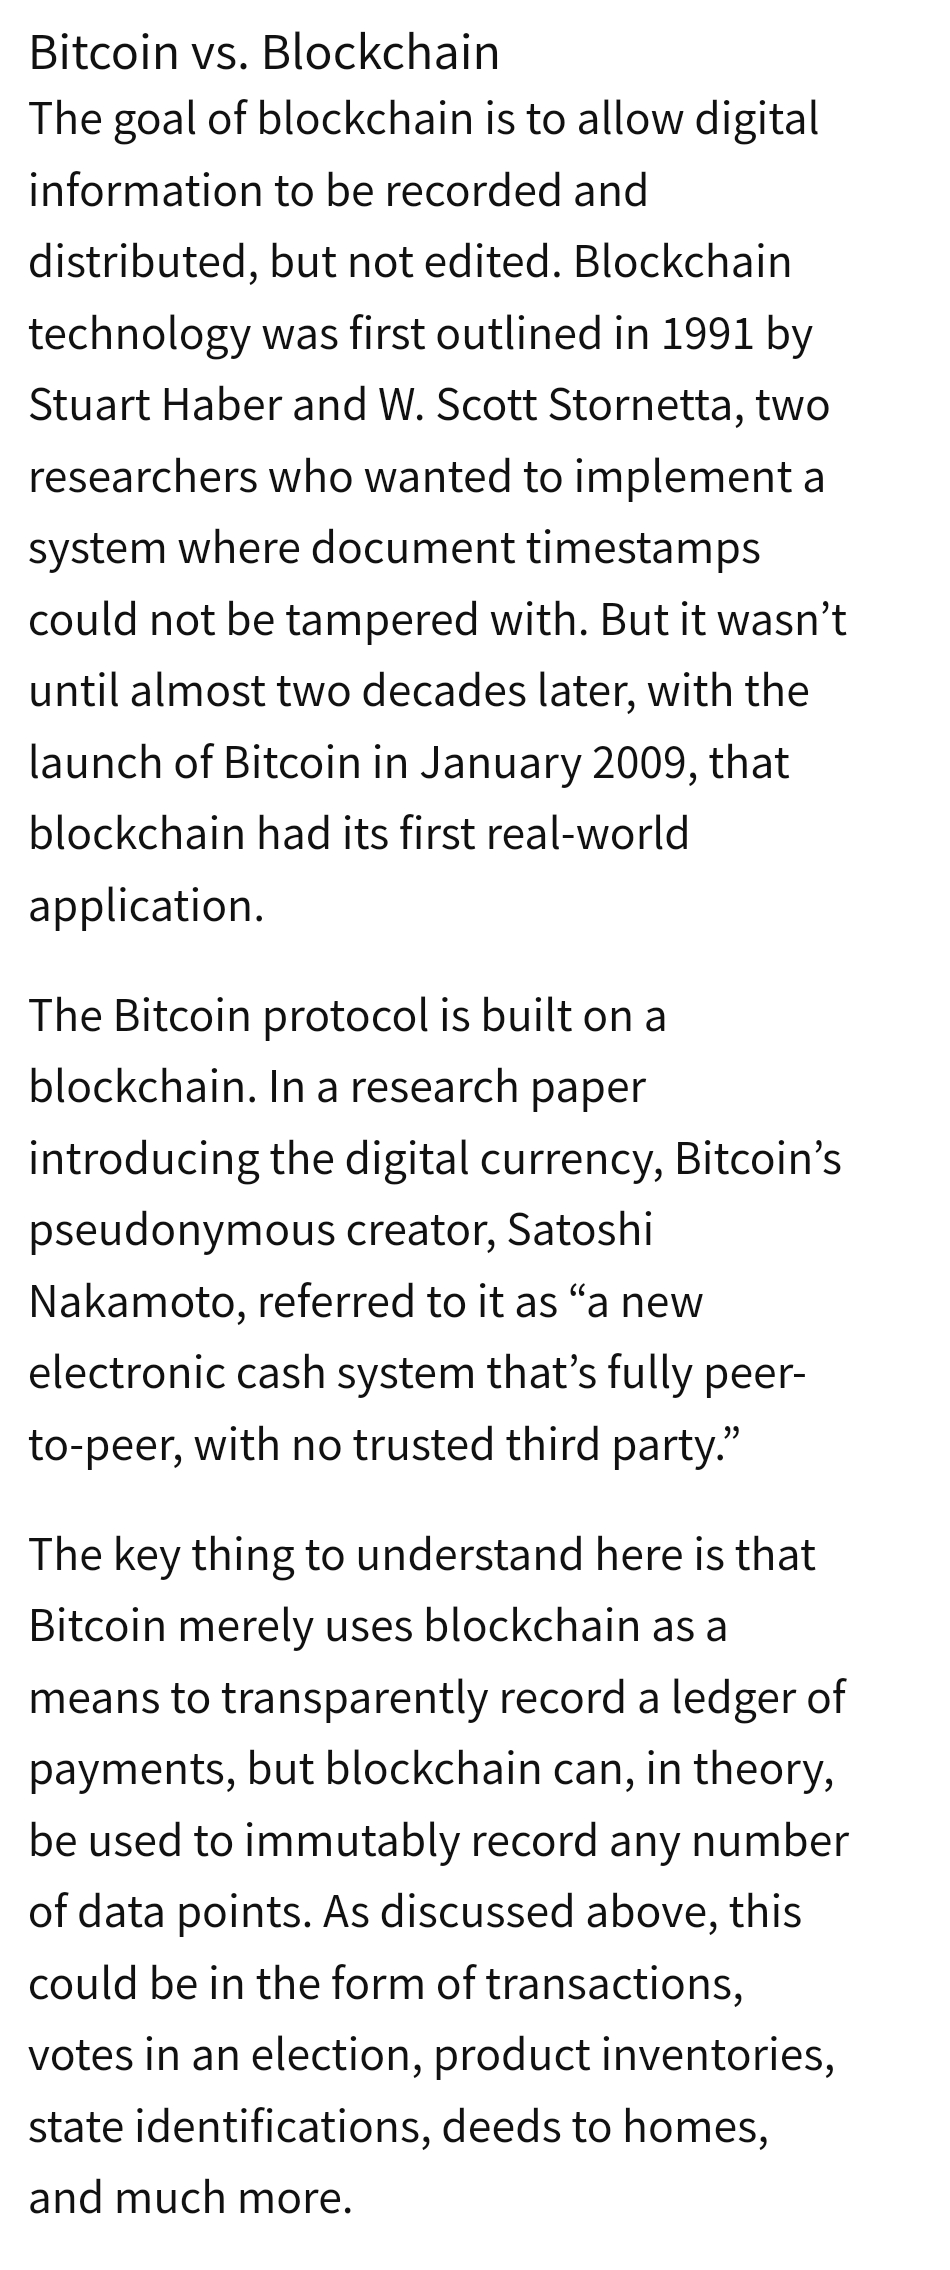 Bitcoin vs. Blockchain
The goal of blockchain is to allow digital
information to be recorded and
distributed, but not edited. Blockchain
technology was first outlined in 1991 by
Stuart Haber and W. Scott Stornetta, two
researchers who wanted to implement a
system where document timestamps
could not be tampered with. But it wasn’t
until almost two decades later, with the
launch of Bitcoin in January 2009, that
blockchain had its first real-world
application.
The Bitcoin protocol is built on a
blockchain. In a research paper
introducing the digital currency, Bitcoin’s
pseudonymous creator, Satoshi
Nakamoto, referred to it as “a new
electronic cash system that’s fully peer-
to-peer, with no trusted third party.”
The key thing to understand here is that
Bitcoin merely uses blockchain as a
means to transparently record a ledger of
payments, but blockchain can, in theory,
be used to immutably record any number
of data points. As discussed above, this
could be in the form of transactions,
votes in an election, product inventories,
state identifications, deeds to homes,
and much more.